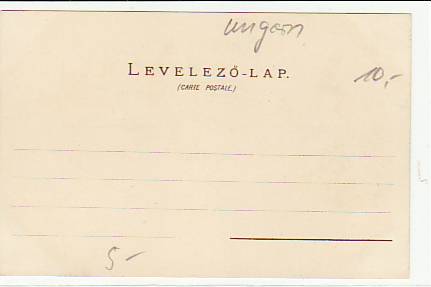 Ungarn
LEVELEZŐ-LAP.
(CARTE POSTALE.)
10,-
5-